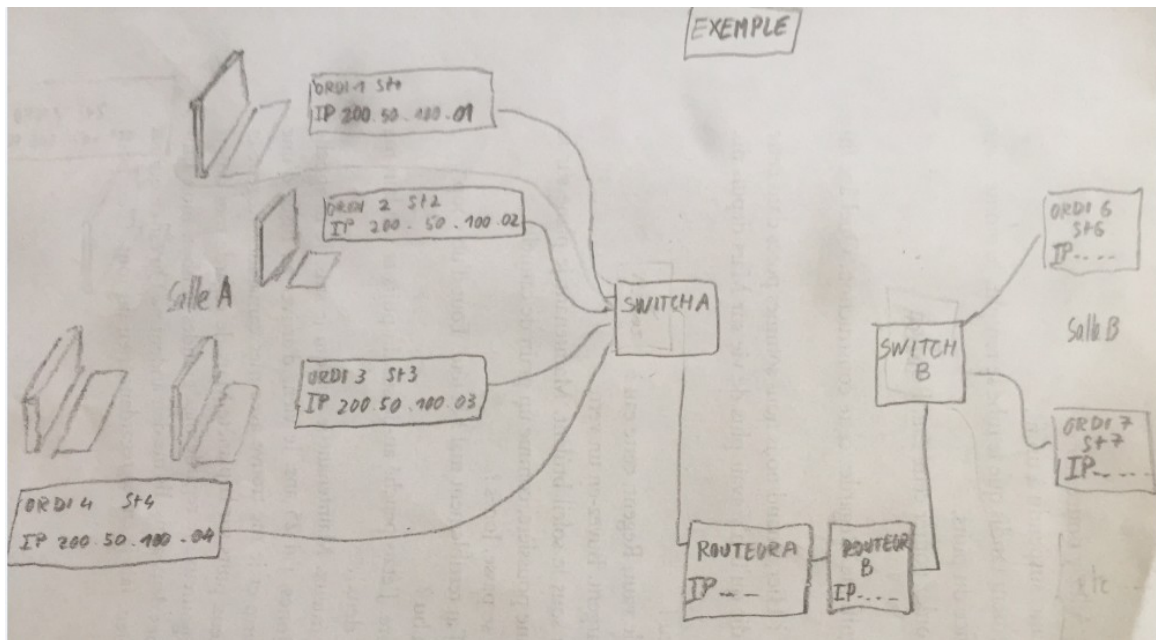 EXEMPLE
ORDI 1 St1
IP 200.50.100.01
ORDI 2 St2
IP 200.50.100.02
Salle A
SWITCH A
ORDI 3 St3
IP 200.50.100.03
ORDI 4 St4
IP 200.50.100.04
ROUTEUR A
IP....
ROUTEUR
B
IP....
SWITCH
B
ORDI 6
St6
IP....
Salle B
ORDI 7
St7
IP.....
etc